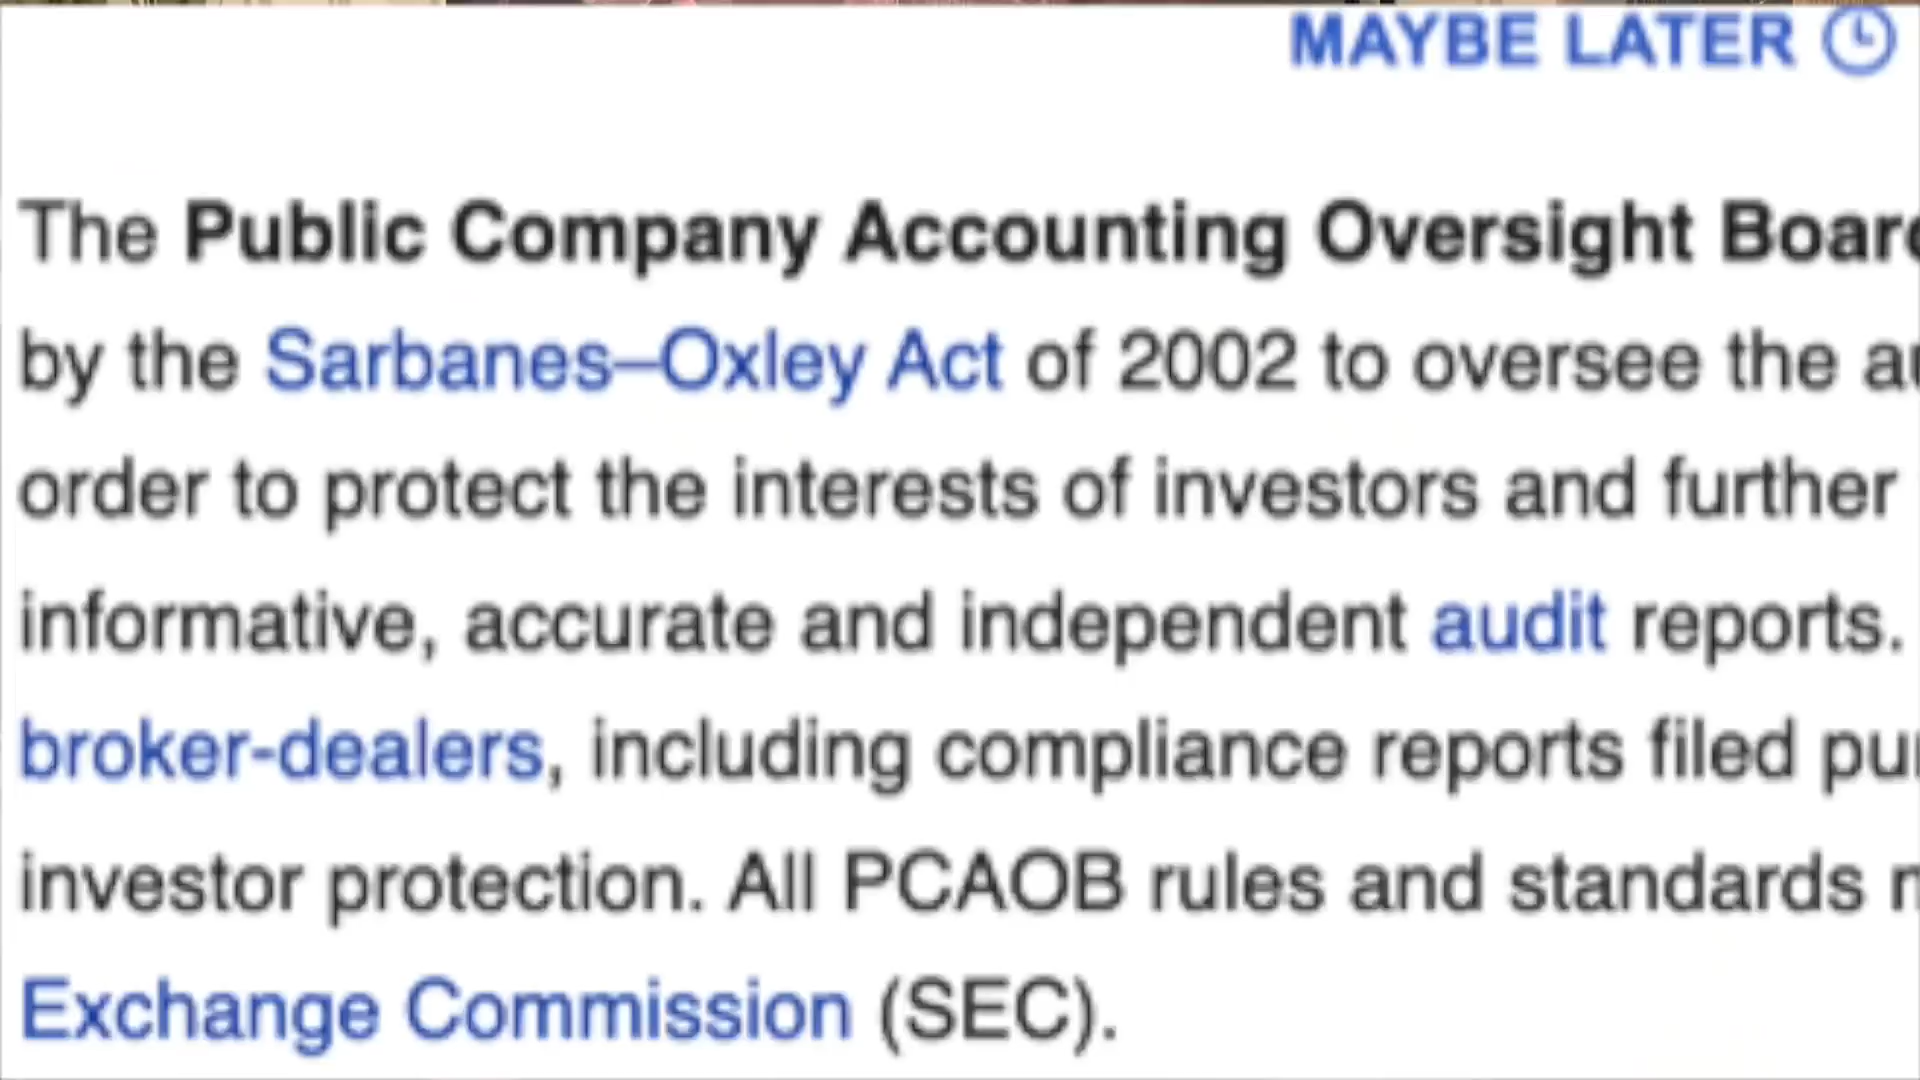 MAYBE LATER
The Public Company Accounting Oversight
by the Sarbanes–Oxley Act of 2002 to oversee the
order to protect the interests of investors and further
informative, accurate and independent audit reports.
broker-dealers, including compliance reports filed
investor protection. All PCAOB rules and standards
Exchange Commission (SEC).